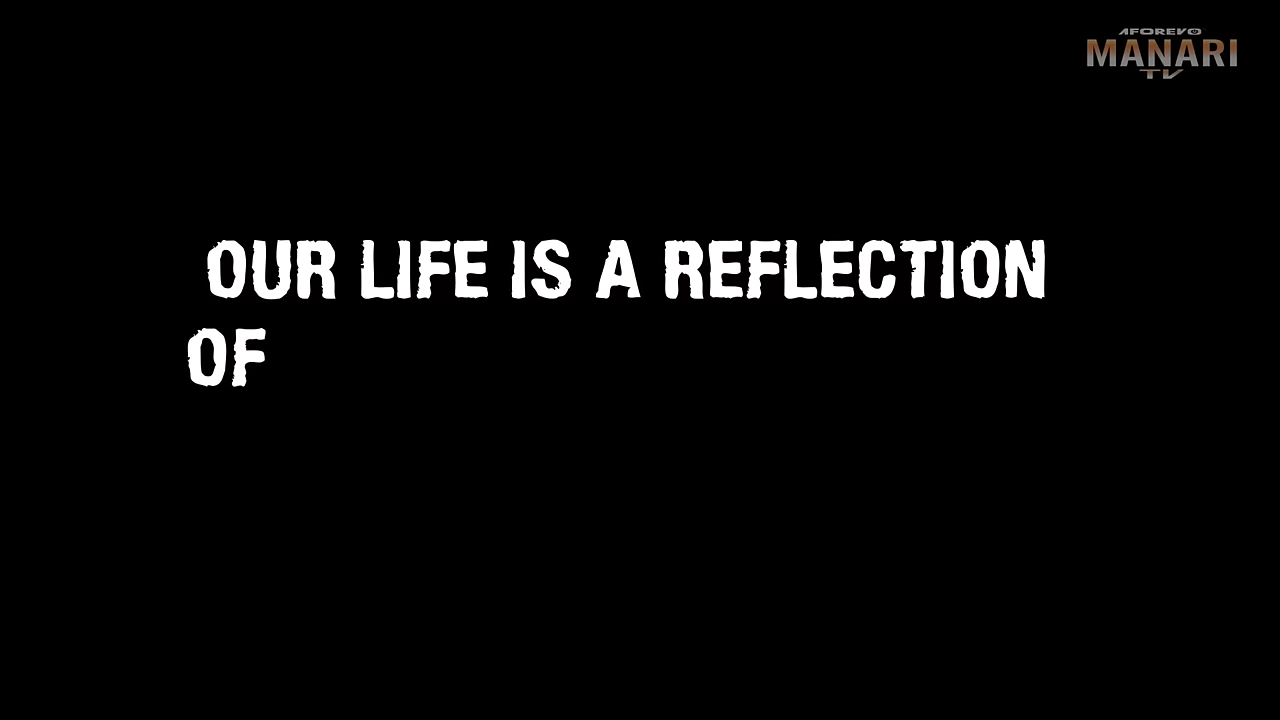 AFOREVO
MANARI
TV
OUR LIFE IS A REFLECTION
OF